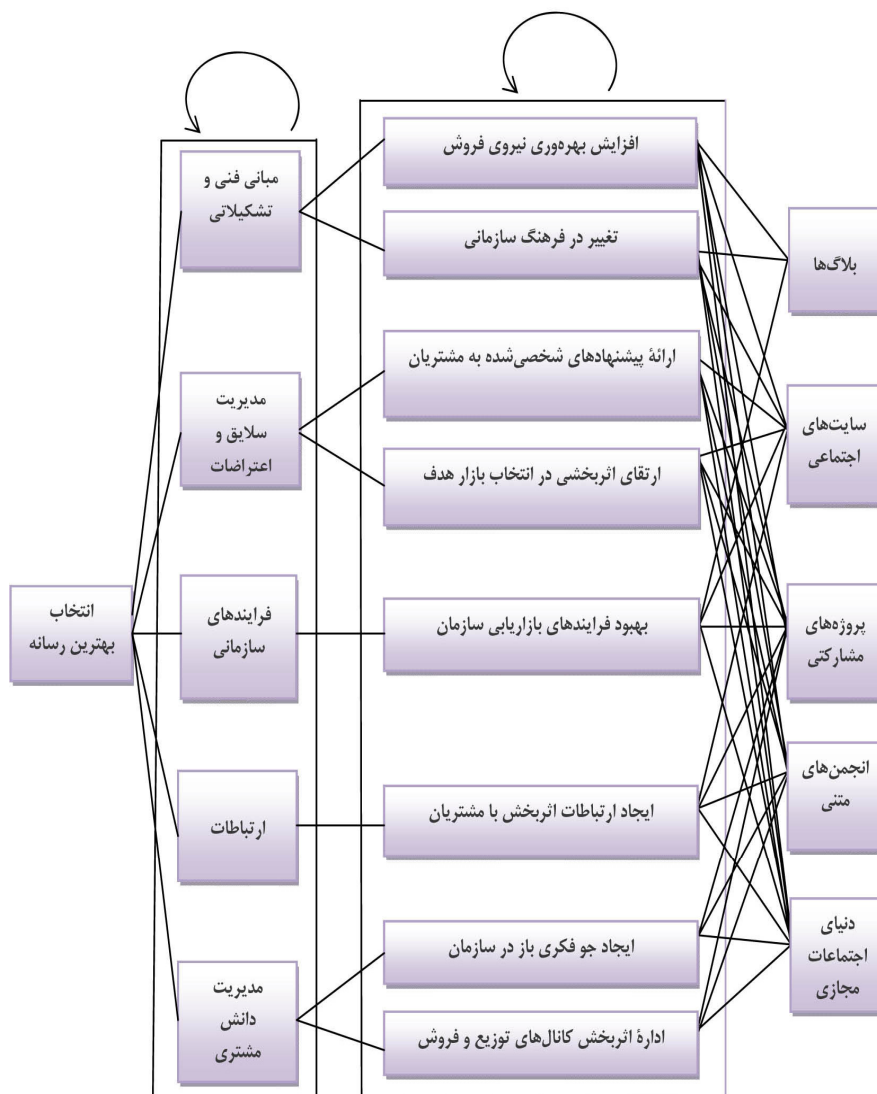 انتخاب
بهترین رسانه
مبانی فنی و
تشکیلاتی
مدیریت
سلایق و
اعتراضات
فرایندهای
سازمانی
ارتباطات
مدیریت
دانش
مشتری
افزایش بهره‌وری نیروی فروش
تغییر در فرهنگ سازمانی
ارائهٔ پیشنهادهای شخصی‌شده به مشتریان
ارتقای اثربخشی در انتخاب بازار هدف
بهبود فرایندهای بازاریابی سازمان
ایجاد ارتباطات اثربخش با مشتریان
ایجاد جو فکری باز در سازمان
ادارهٔ اثربخش کانال‌های توزیع و فروش
بلاگ‌ها
سایت‌های
اجتماعی
پروژه‌های
مشارکتی
انجمن‌های
متنی
دنیای
اجتماعات
مجازی